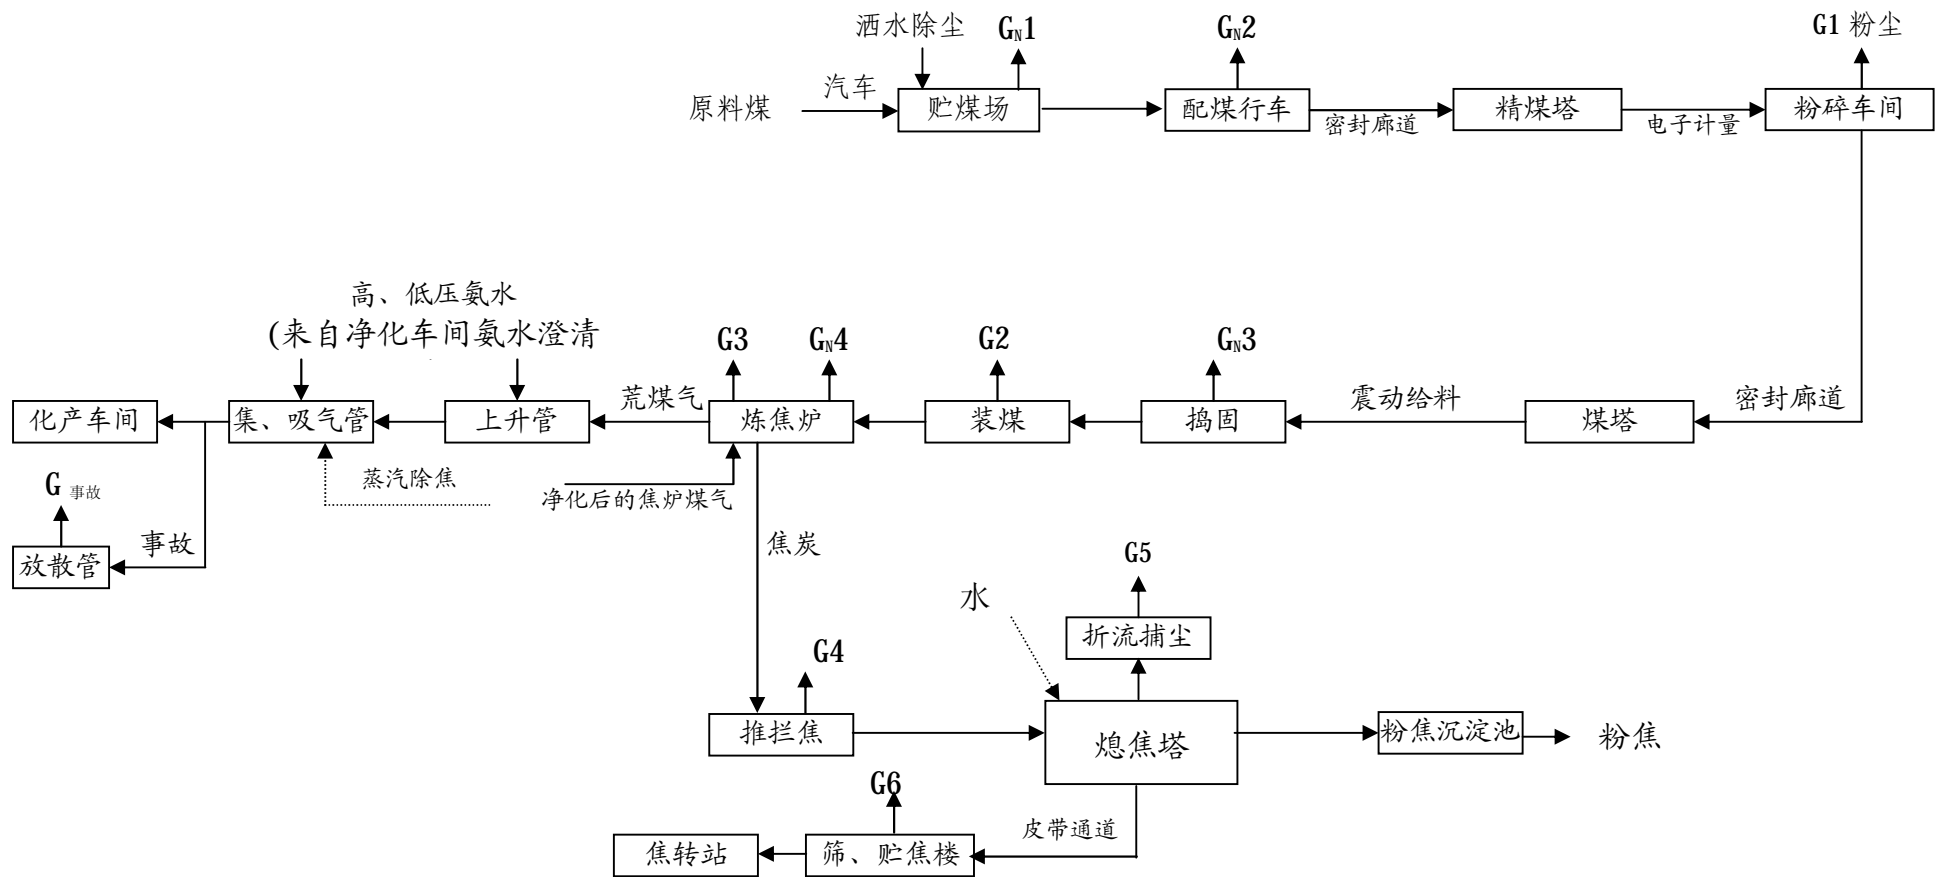 洒水除尘
G_N1
G_N2
G1 粉尘
原料煤
汽车
贮煤场
配煤行车
密封廊道
精煤塔
电子计量
粉碎车间
高、低压氨水
(来自净化车间氨水澄清
G3
G_N4
G2
G_N3
化产车间
集、吸气管
上升管
荒煤气
炼焦炉
装煤
捣固
震动给料
煤塔
密封廊道
G 事故
蒸汽除焦
净化后的焦炉煤气
放散管
事故
焦炭
G5
水
折流捕尘
G4
推拦焦
熄焦塔
粉焦沉淀池
粉焦
G6
皮带通道
焦转站
筛、贮焦楼